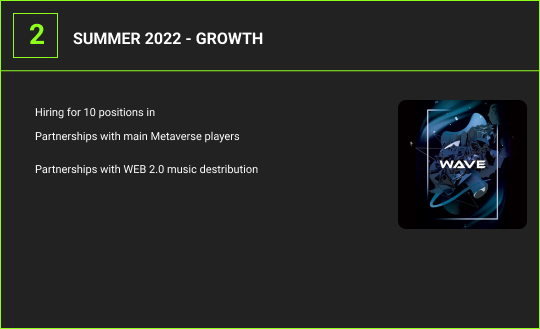 2
SUMMER 2022 - GROWTH
Hiring for 10 positions in
Partnerships with main Metaverse players
Partnerships with WEB 2.0 music destribution
WAVE